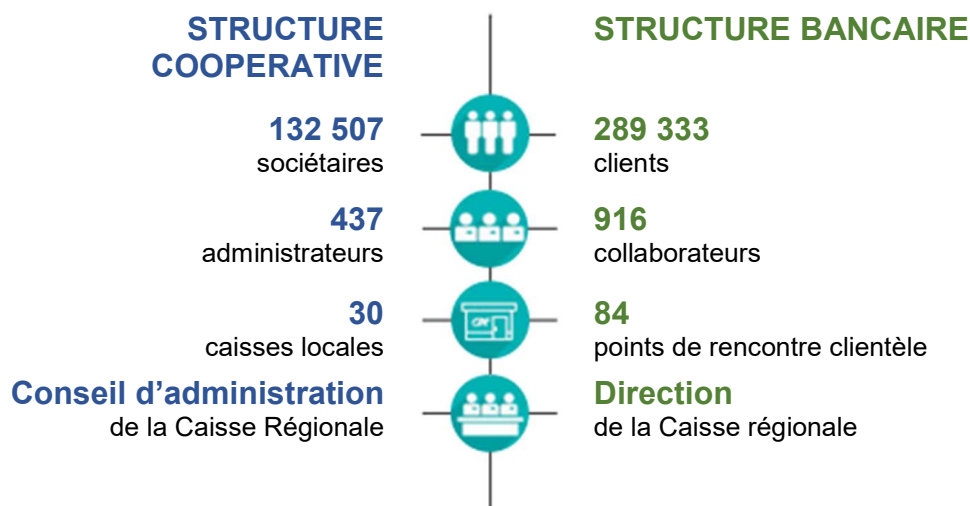 STRUCTURE
COOPERATIVE
STRUCTURE BANCAIRE
132 507
sociétaires
289 333
clients
437
administrateurs
916
collaborateurs
30
caisses locales
84
points de rencontre clientèle
Conseil d’administration
de la Caisse Régionale
Direction
de la Caisse régionale